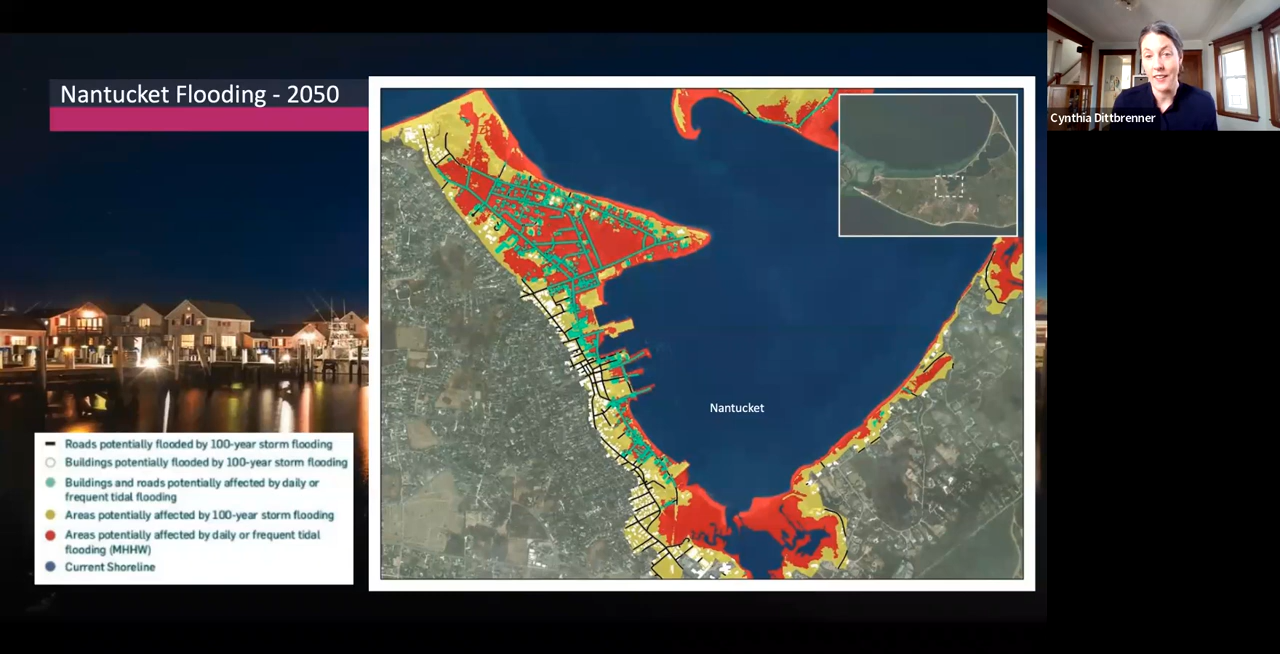 Nantucket Flooding - 2050
Cynthia Dittbrenner
Nantucket
Roads potentially flooded by 100-year storm flooding
Buildings potentially flooded by 100-year storm flooding
Buildings and roads potentially affected by daily or
frequent tidal flooding
Areas potentially affected by 100-year storm flooding
Areas potentially affected by daily or frequent tidal
flooding (MHHW)
Current Shoreline